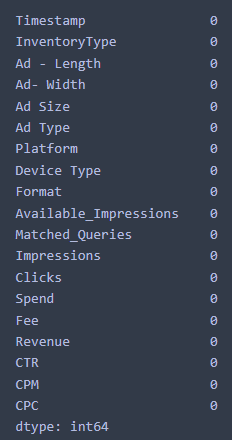 Timestamp 0
InventoryType 0
Ad - Length 0
Ad- Width 0
Ad Size 0
Ad Type 0
Platform 0
Device Type 0
Format 0
Available_Impressions 0
Matched_Queries 0
Impressions 0
Clicks 0
Spend 0
Fee 0
Revenue 0
CTR 0
CPM 0
CPC 0
dtype: int64